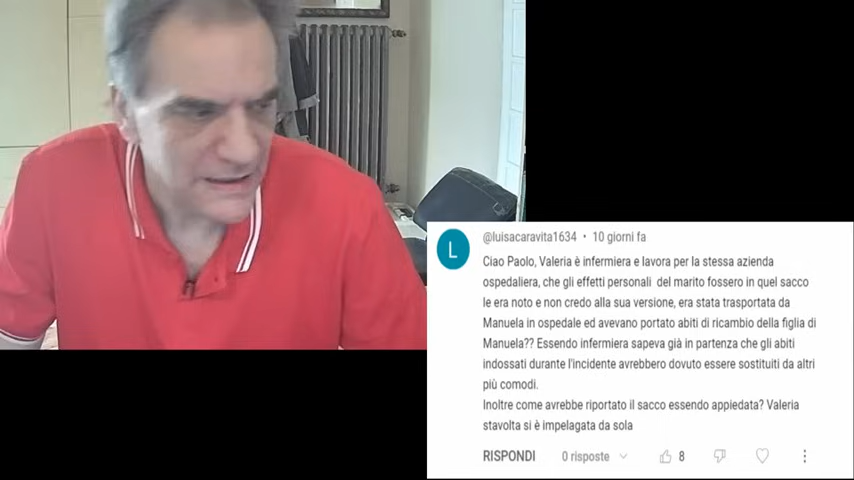 L
@luisacaravita1634 • 10 giorni fa
Ciao Paolo, Valeria è infermiera e lavora per la stessa azienda
ospedaliera, che gli effetti personali del marito fossero in quel sacco
le era noto e non credo alla sua versione, era stata trasportata da
Manuela in ospedale ed avevano portato abiti di ricambio della figlia di
Manuela?? Essendo infermiera sapeva già in partenza che gli abiti
indossati durante l'incidente avrebbero dovuto essere sostituiti da altri
più comodi.
Inoltre come avrebbe riportato il sacco essendo appiedata? Valeria
stavolta si è impelagata da sola
RISPONDI 0 risposte 8